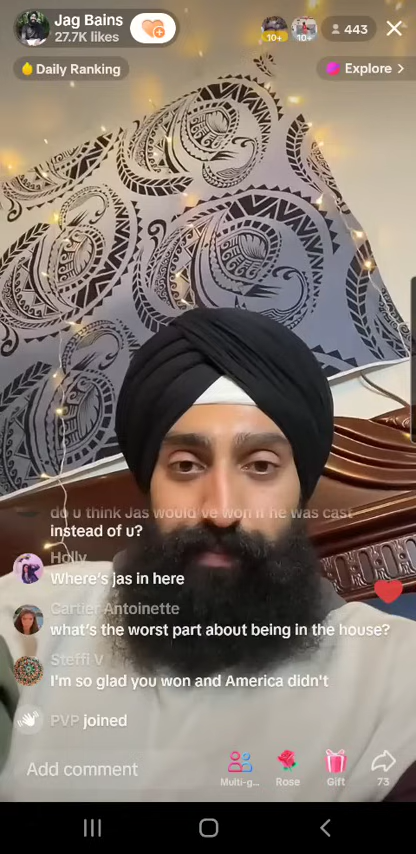 Jag Bains
27.7K likes
10+
10+
443
Daily Ranking
Explore >
do u think Jas would've won if he was cast
instead of u?
Holly
Where's jas in here
Cartier Antoinette
what's the worst part about being in the house?
Steffi V
I'm so glad you won and America didn't
PVP joined
Add comment
Multi-g...
Rose
Gift
73